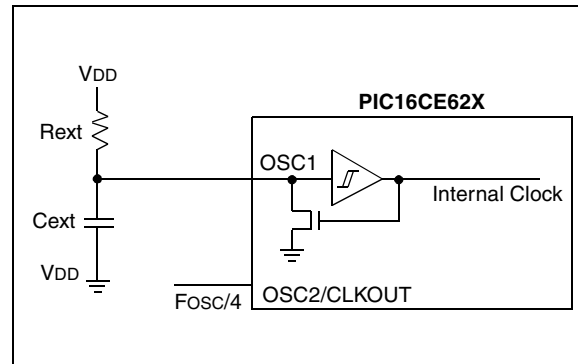 VDD
PIC16CE62X
Rext
OSC1
Internal Clock
Cext
VDD
FOSC/4
OSC2/CLKOUT